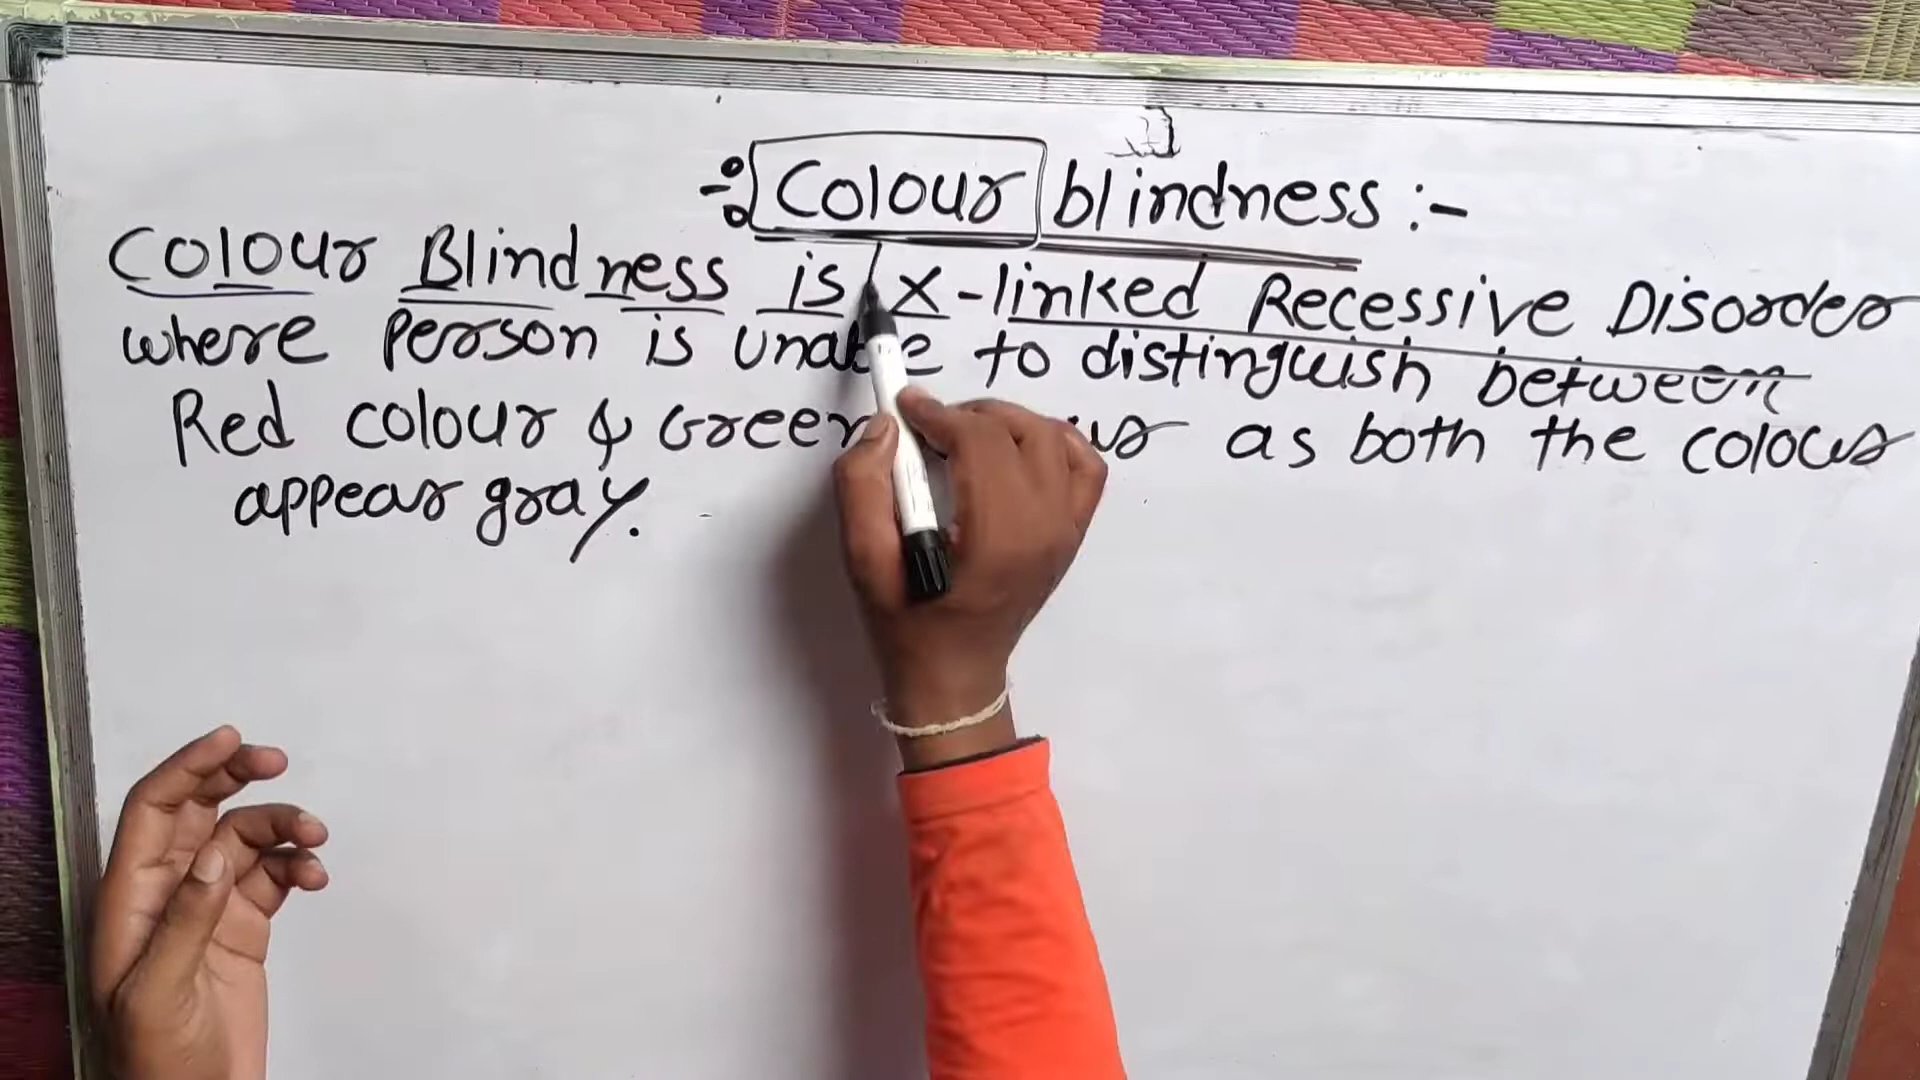 ÷ Colour blindness :-
Colour Blindness is X-linked Recessive Disorder
where person is unable to distinguish between
Red colour & Green as both the colour
appear gray.